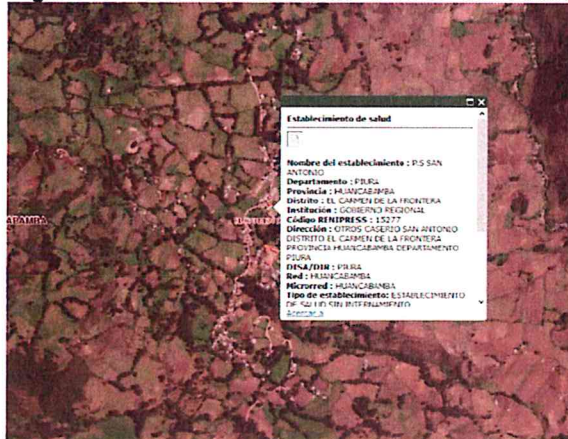 Establecimiento de salud
Nombre del establecimiento : P.S SAN
ANTONIO
Departamento : PIURA
Provincia : HUANCABAMBA
Distrito : EL CARMEN DE LA FRONTERA
Institución : GOBIERNO REGIONAL
Código RENIPRESS : 15277
Dirección : OTROS CASERIO SAN ANTONIO
DISTRITO EL CARMEN DE LA FRONTERA
PROVINCIA HUANCABAMBA DEPARTAMENTO
PIURA
DISA/DIR : PIURA
Red : HUANCABAMBA
Microrred : HUANCABAMBA
Tipo de establecimiento: ESTABLECIMIENTO
DE SALUD SIN INTERNAMIENTO
Acercar a